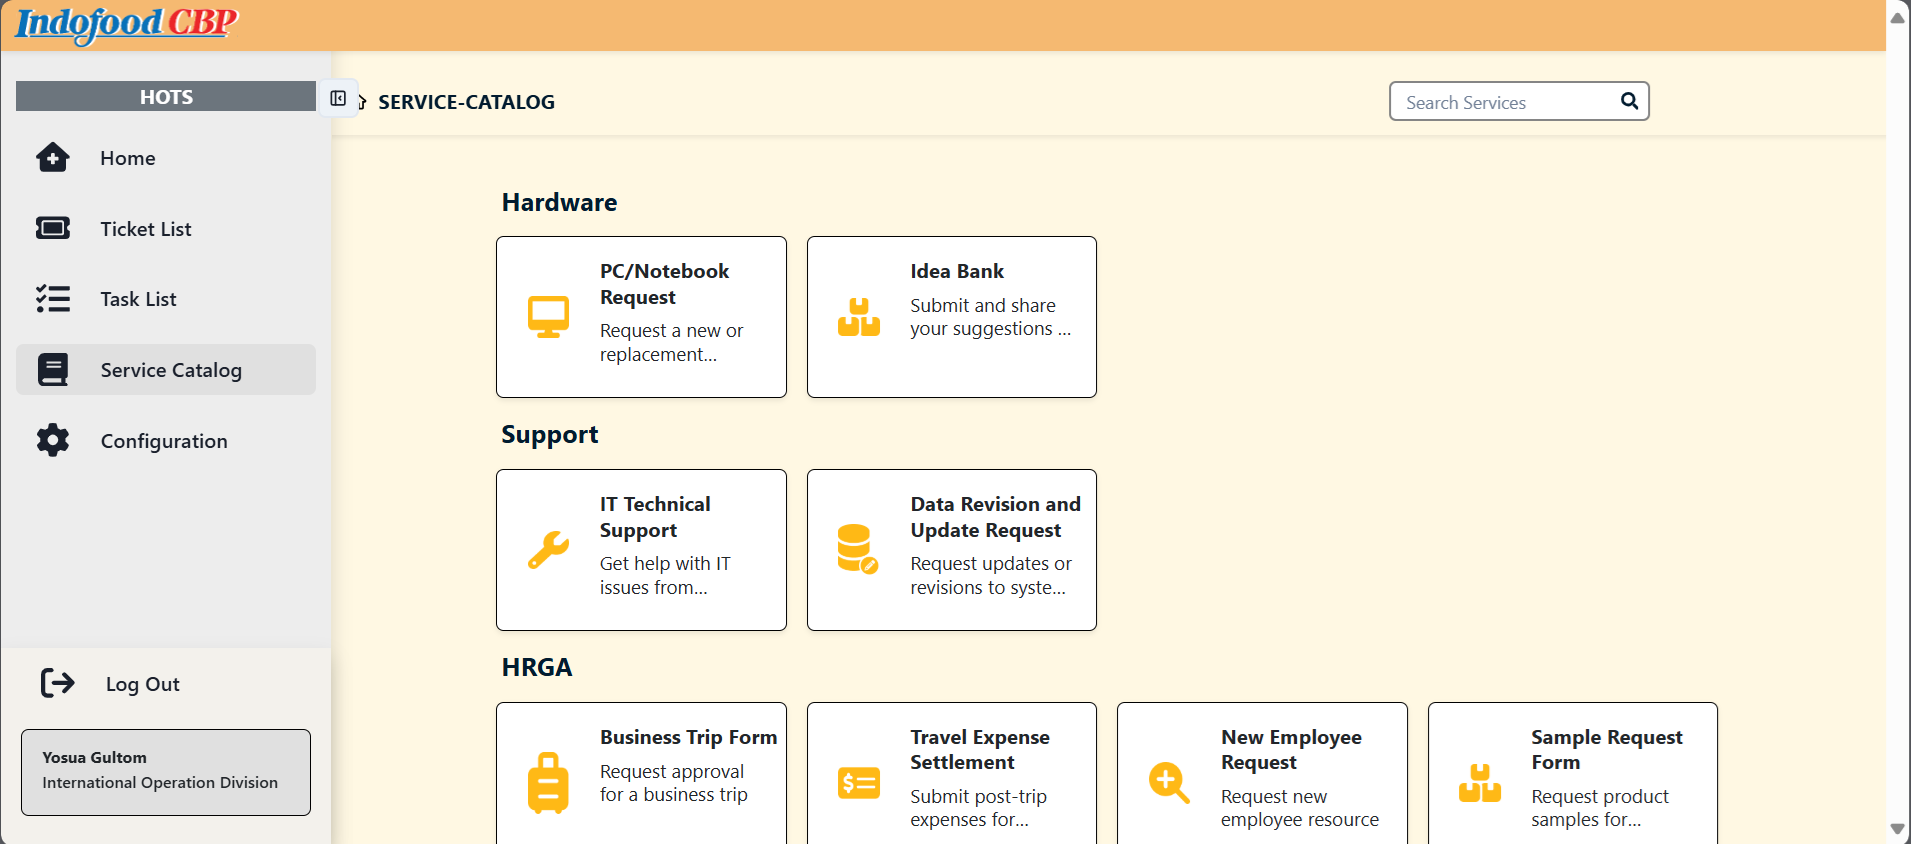 Indofood CBP
HOTS
SERVICE-CATALOG
Search Services
Home
Ticket List
Task List
Service Catalog
Configuration
Log Out
Yosua Gultom
International Operation Division
Hardware
PC/Notebook
Request
Request a new or
replacement...
Idea Bank
Submit and share
your suggestions ...
Support
IT Technical
Support
Get help with IT
issues from...
Data Revision and
Update Request
Request updates or
revisions to syste...
HRGA
Business Trip Form
Request approval
for a business trip
Travel Expense
Settlement
Submit post-trip
expenses for...
New Employee
Request
Request new
employee resource
Sample Request
Form
Request product
samples for...